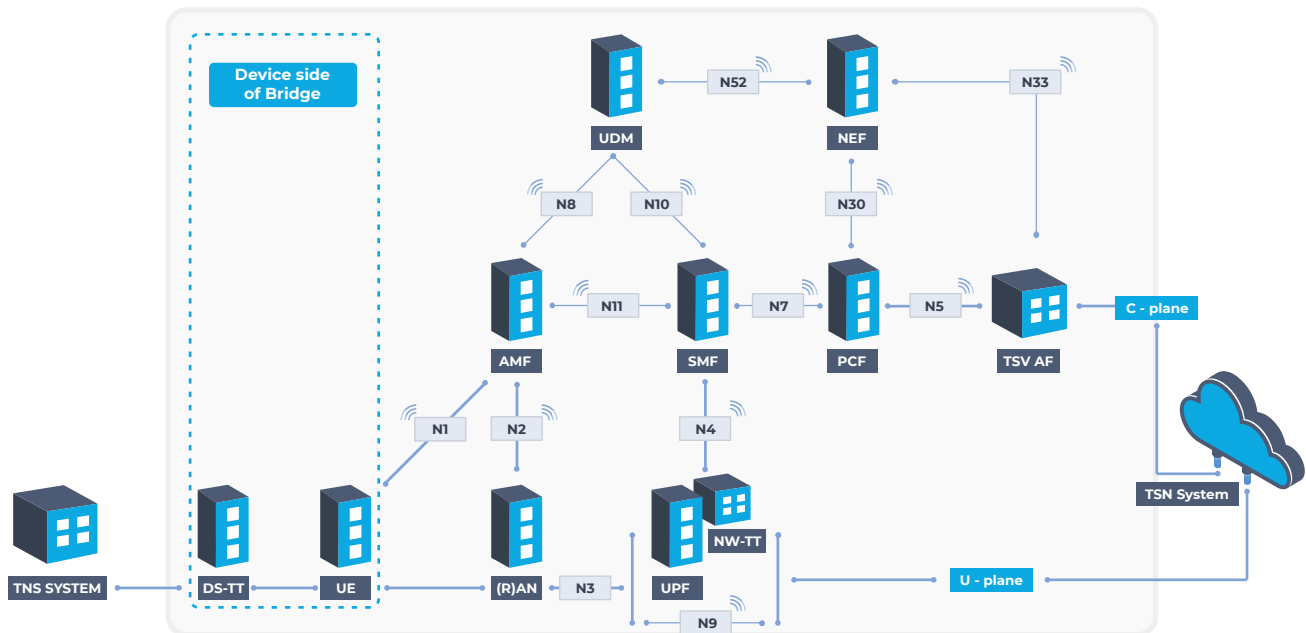 Device side
of Bridge
N52
N33
UDM
NEF
N8
N10
N30
N11
N7
N5
C - plane
AMF
SMF
PCF
TSV AF
N1
N2
N4
TSN System
NW-TT
TNS SYSTEM
DS-TT
UE
(R)AN
N3
UPF
U - plane
N9